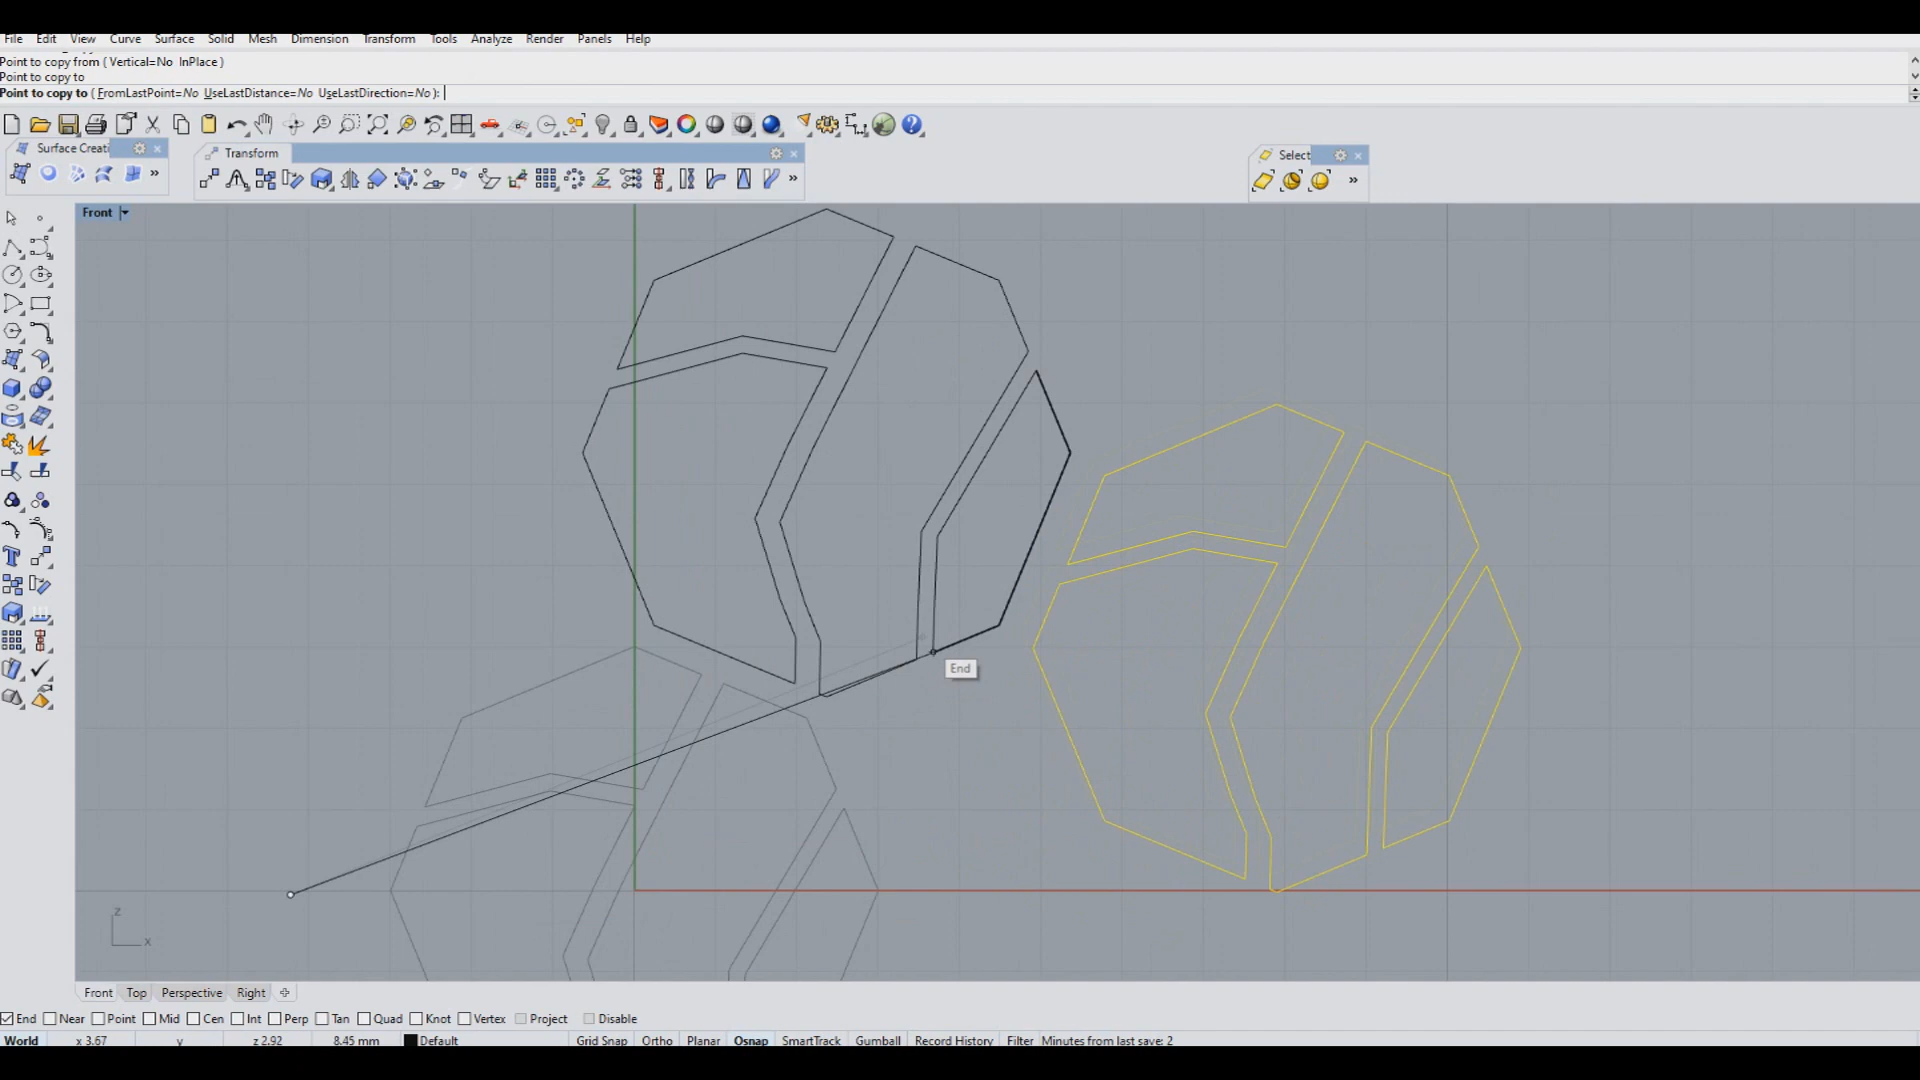 File Edit View Curve Surface Solid Mesh Dimension Transform Tools Analyze Render Panels Help
Point to copy from ( Vertical=No InPlace )
Point to copy to
Point to copy to ( FromLastPoint=No UseLastDistance=No UseLastDirection=No ):
Surface Creati
Transform
Select
Front
End
z
x
Front Top Perspective Right
End Near Point Mid Cen Int Perp Tan Quad Knot Vertex Project Disable
World x 3.67 y z 2.92 8.45 mm Default Grid Snap Ortho Planar Osnap SmartTrack Gumball Record History Filter Minutes from last save: 2